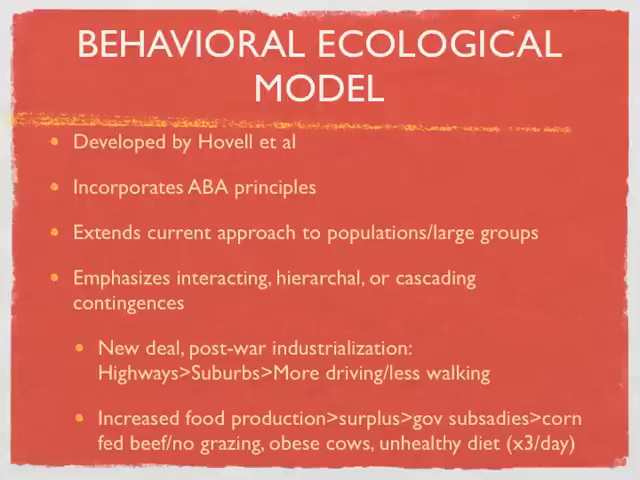 BEHAVIORAL ECOLOGICAL
MODEL
• Developed by Hovell et al
• Incorporates ABA principles
• Extends current approach to populations/large groups
• Emphasizes interacting, hierarchal, or cascading
contingences
• New deal, post-war industrialization:
Highways>Suburbs>More driving/less walking
• Increased food production>surplus>gov subsadies>corn
fed beef/no grazing, obese cows, unhealthy diet (x3/day)